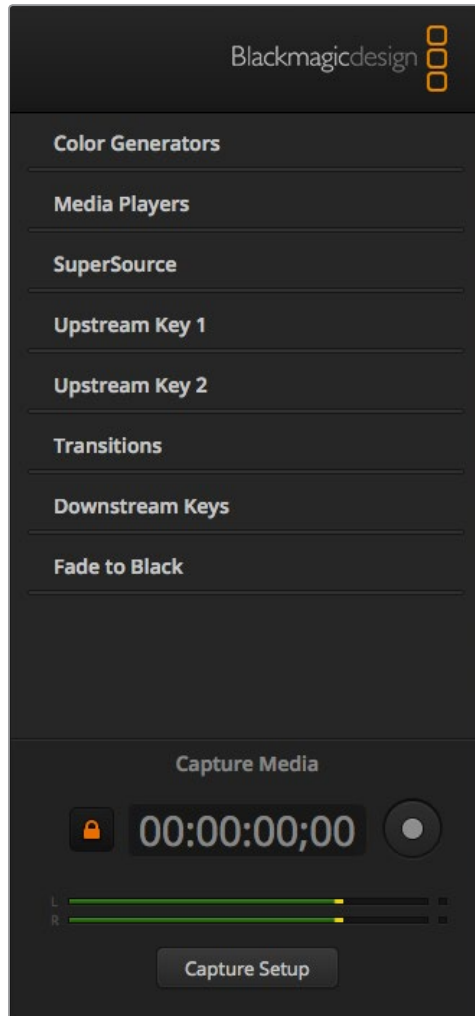 Blackmagicdesign
Color Generators
Media Players
SuperSource
Upstream Key 1
Upstream Key 2
Transitions
Downstream Keys
Fade to Black
Capture Media
00:00:00;00
L
R
Capture Setup